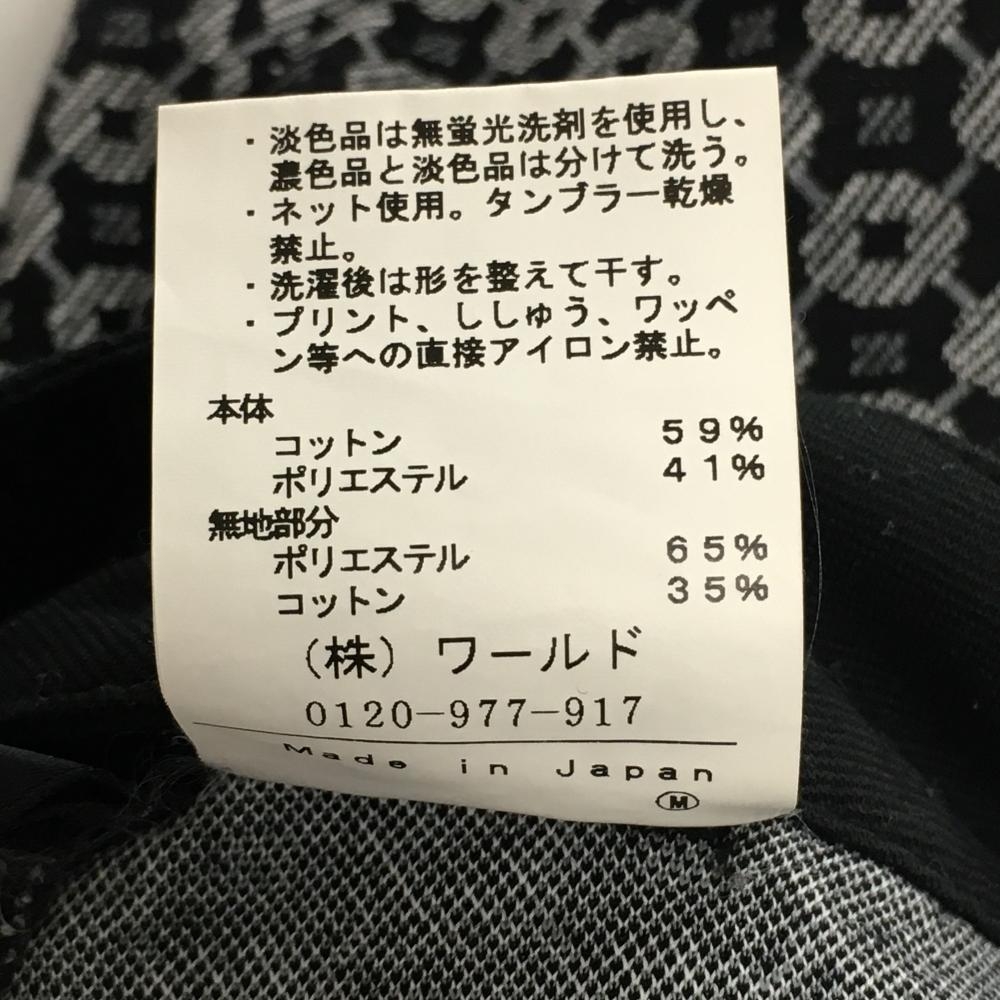 ・淡色品は無蛍光洗剤を使用し、
濃色品と淡色品は分けて洗う。
・ネット使用。タンブラー乾燥
禁止。
・洗濯後は形を整えて干す。
・プリント、ししゅう、ワッペ
ン等への直接アイロン禁止。
本体
コットン 59%
ポリエステル 41%
無地部分
ポリエステル 65%
コットン 35%
(株) ワールド
0120-977-917
Made in Japan
Ⓜ